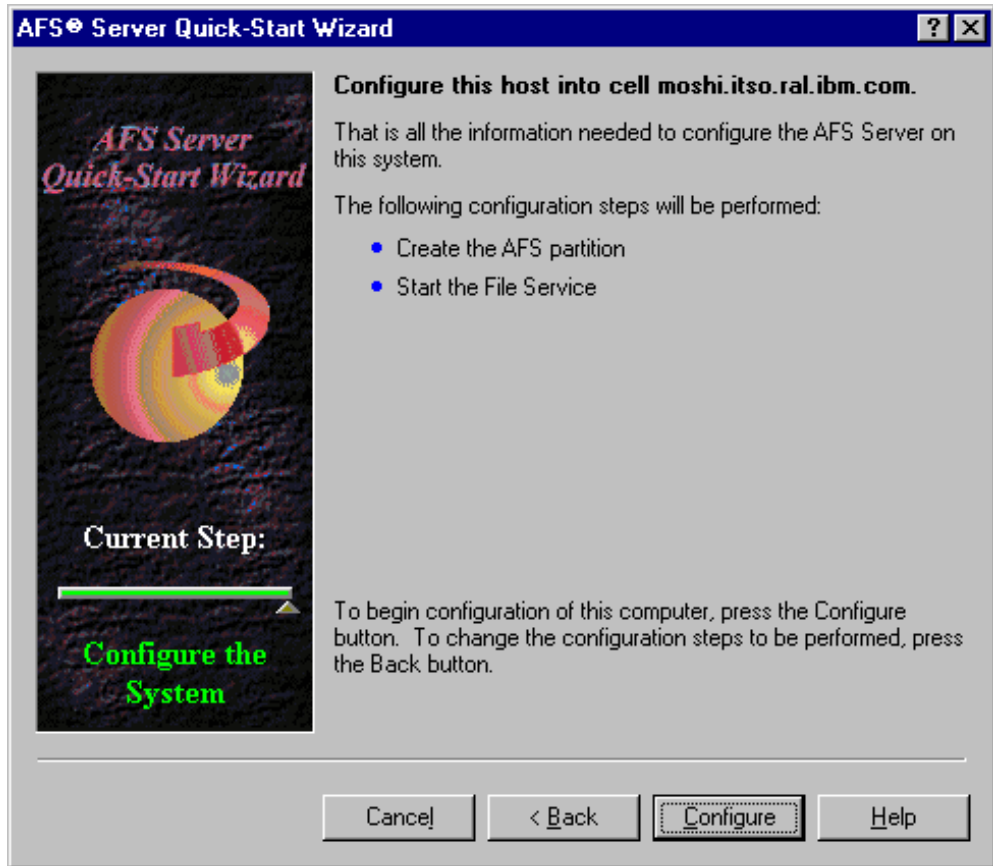 AFS® Server Quick-Start Wizard
AFS Server
Quick-Start Wizard
Current Step:
Configure the
System
Configure this host into cell moshi.itso.ral.ibm.com.
That is all the information needed to configure the AFS Server on
this system.
The following configuration steps will be performed:
• Create the AFS partition
• Start the File Service
To begin configuration of this computer, press the Configure
button. To change the configuration steps to be performed, press
the Back button.
Cancel
< Back
Configure
Help